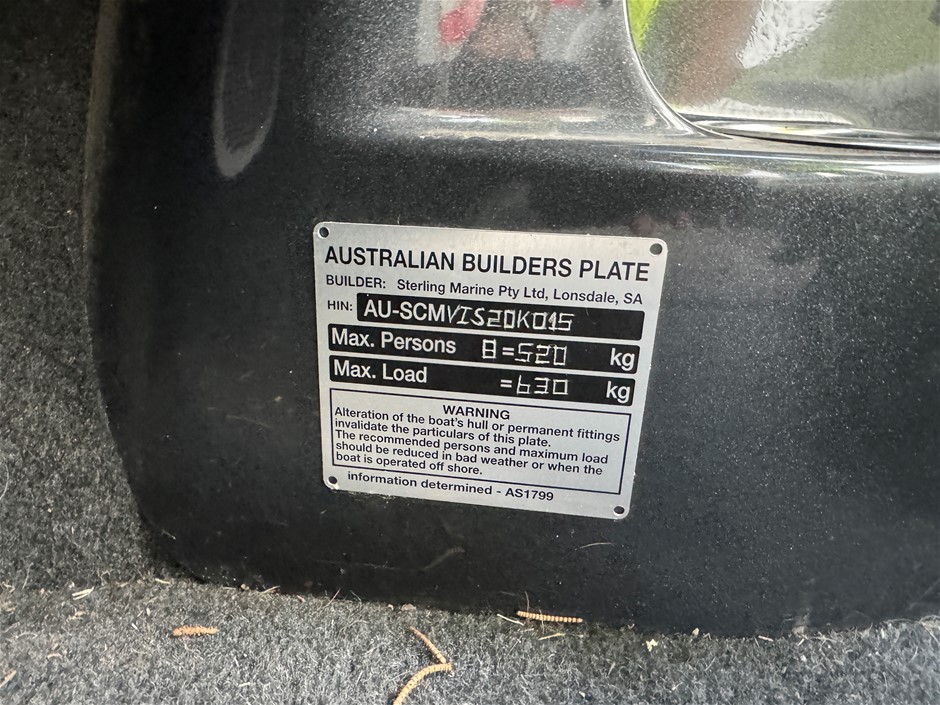 AUSTRALIAN BUILDERS PLATE
BUILDER: Sterling Marine Pty Ltd, Lonsdale, SA
HIN: AU-SCMVIS20K015
Max. Persons 8=520 kg
Max. Load =630 kg
WARNING
Alteration of the boat's hull or permanent fittings
invalidate the particulars of this plate.
The recommended persons and maximum load
should be reduced in bad weather or when the
boat is operated off shore.
information determined - AS1799